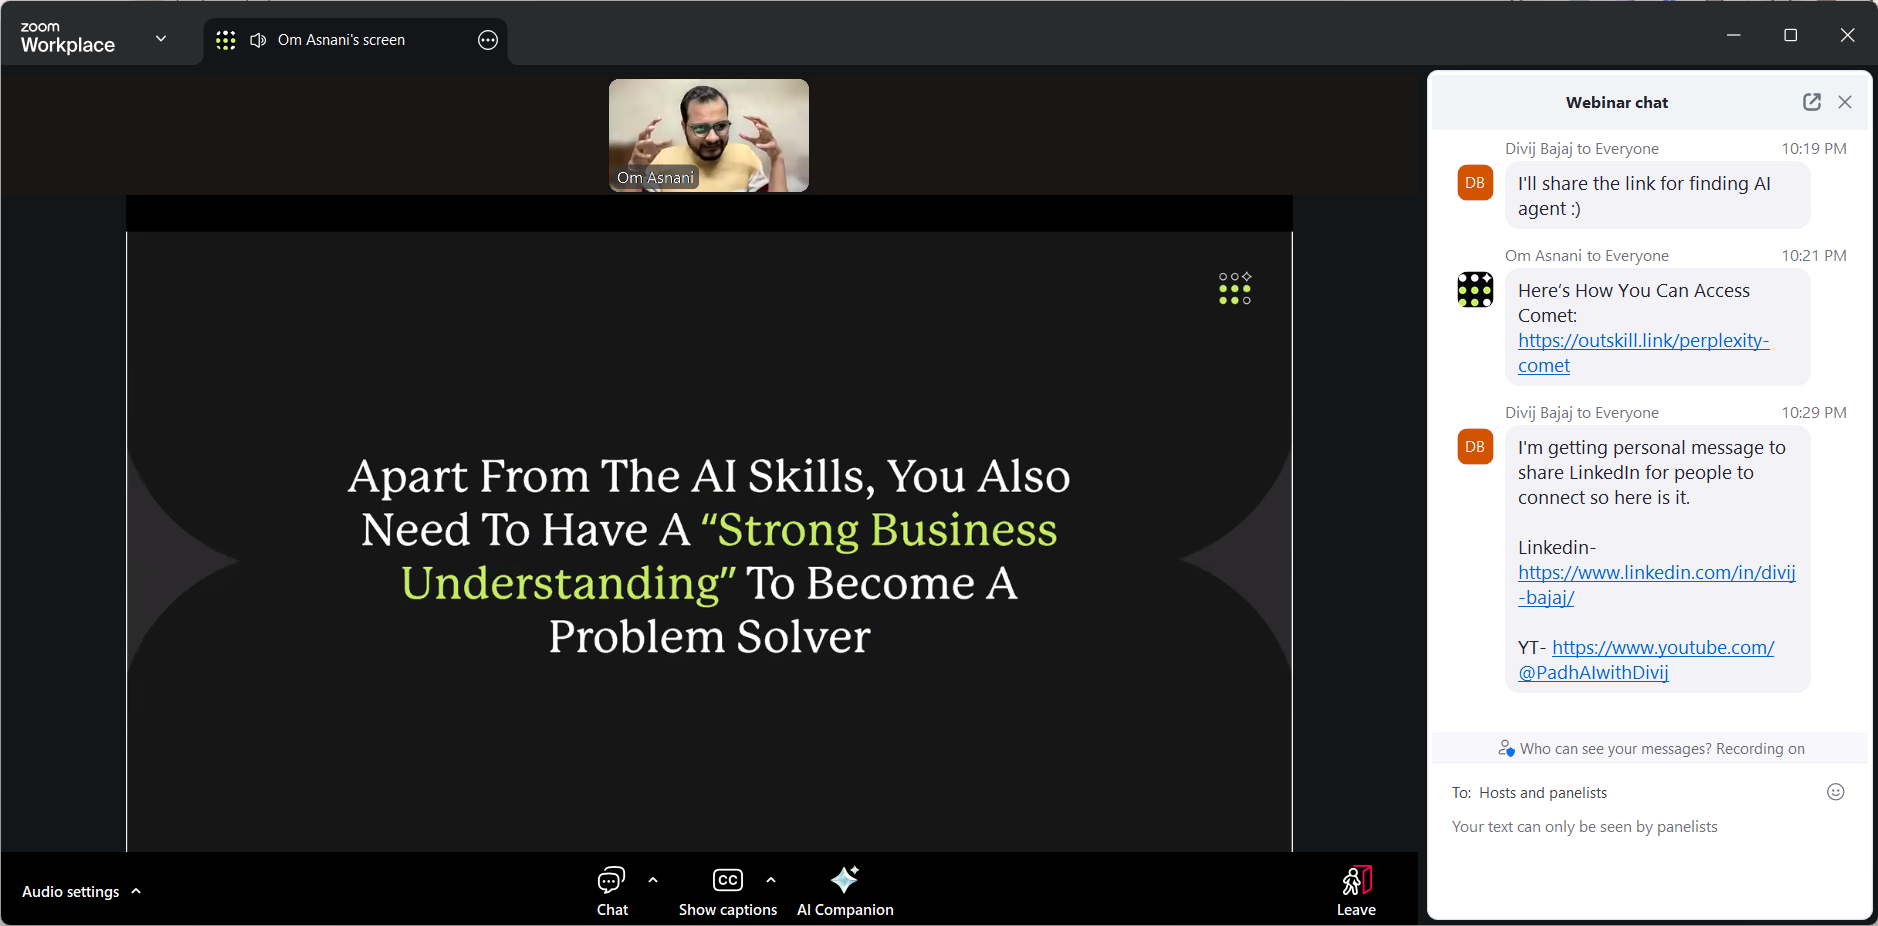 zoom
Workplace
Om Asnani's screen
Om Asnani
Apart From The AI Skills, You Also
Need To Have A “Strong Business
Understanding” To Become A
Problem Solver
Audio settings
Chat
CC
Show captions
AI Companion
Leave
Webinar chat
Divij Bajaj to Everyone 10:19 PM
DB
I'll share the link for finding AI
agent :)
Om Asnani to Everyone 10:21 PM
Here’s How You Can Access
Comet:
https://outskill.link/perplexity-
comet
Divij Bajaj to Everyone 10:29 PM
DB
I'm getting personal message to
share LinkedIn for people to
connect so here is it.
Linkedin-
https://www.linkedin.com/in/divij
-bajaj/
YT- https://www.youtube.com/
@PadhAIwithDivij
Who can see your messages? Recording on
To: Hosts and panelists
Your text can only be seen by panelists